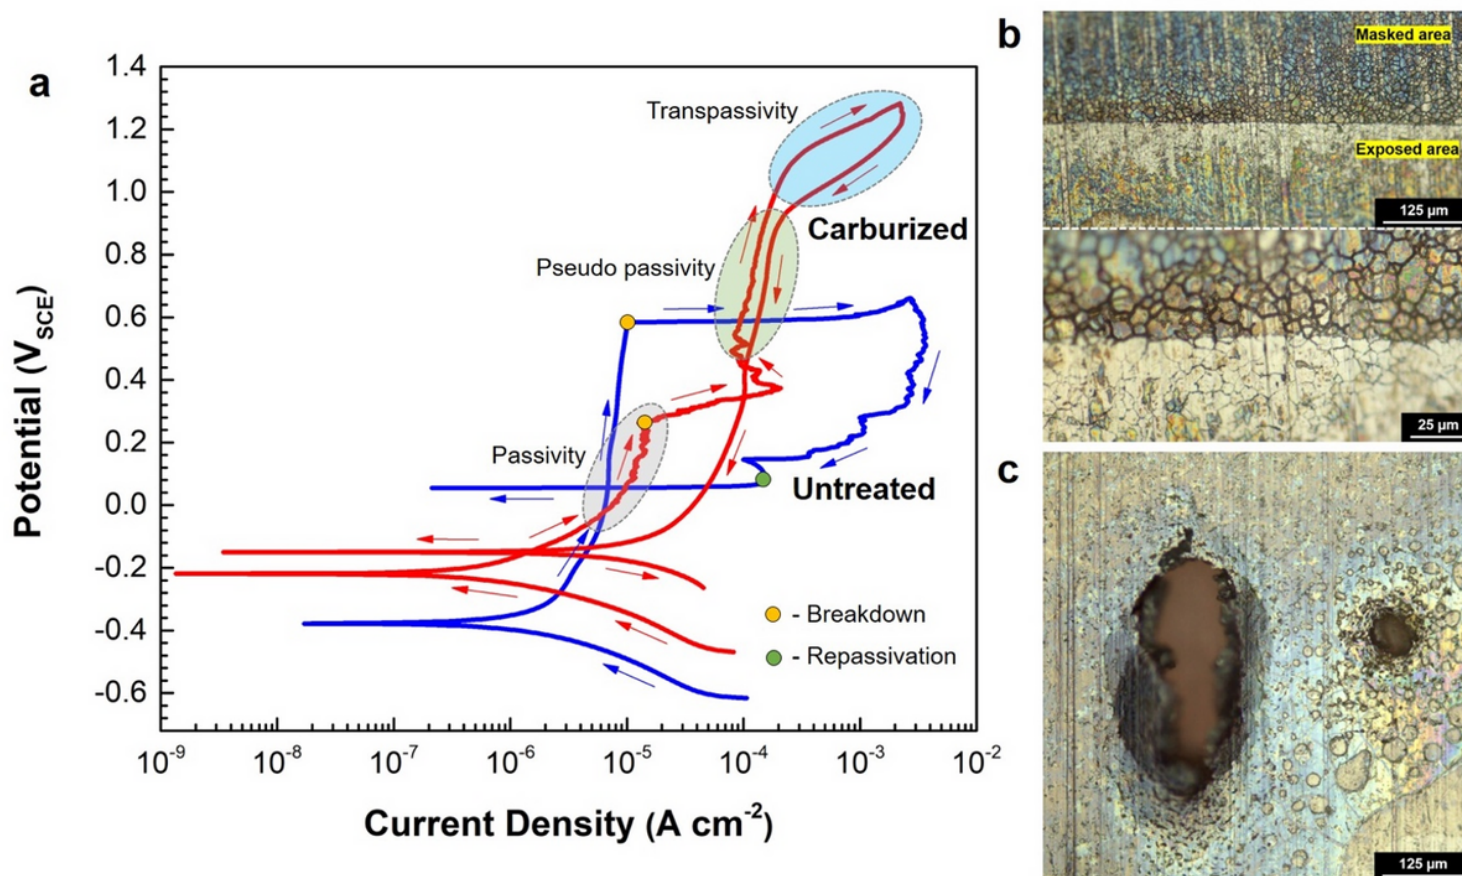 a
1.4
1.2
1.0
0.8
0.6
0.4
0.2
0.0
-0.2
-0.4
-0.6
Potential (V_SCE)
Transpassivity
Carburized
Pseudo passivity
Passivity
Untreated
- Breakdown
- Repassivation
10^-9 10^-8 10^-7 10^-6 10^-5 10^-4 10^-3 10^-2
Current Density (A cm^-2)
b
Masked area
Exposed area
125 µm
25 µm
c
125 µm